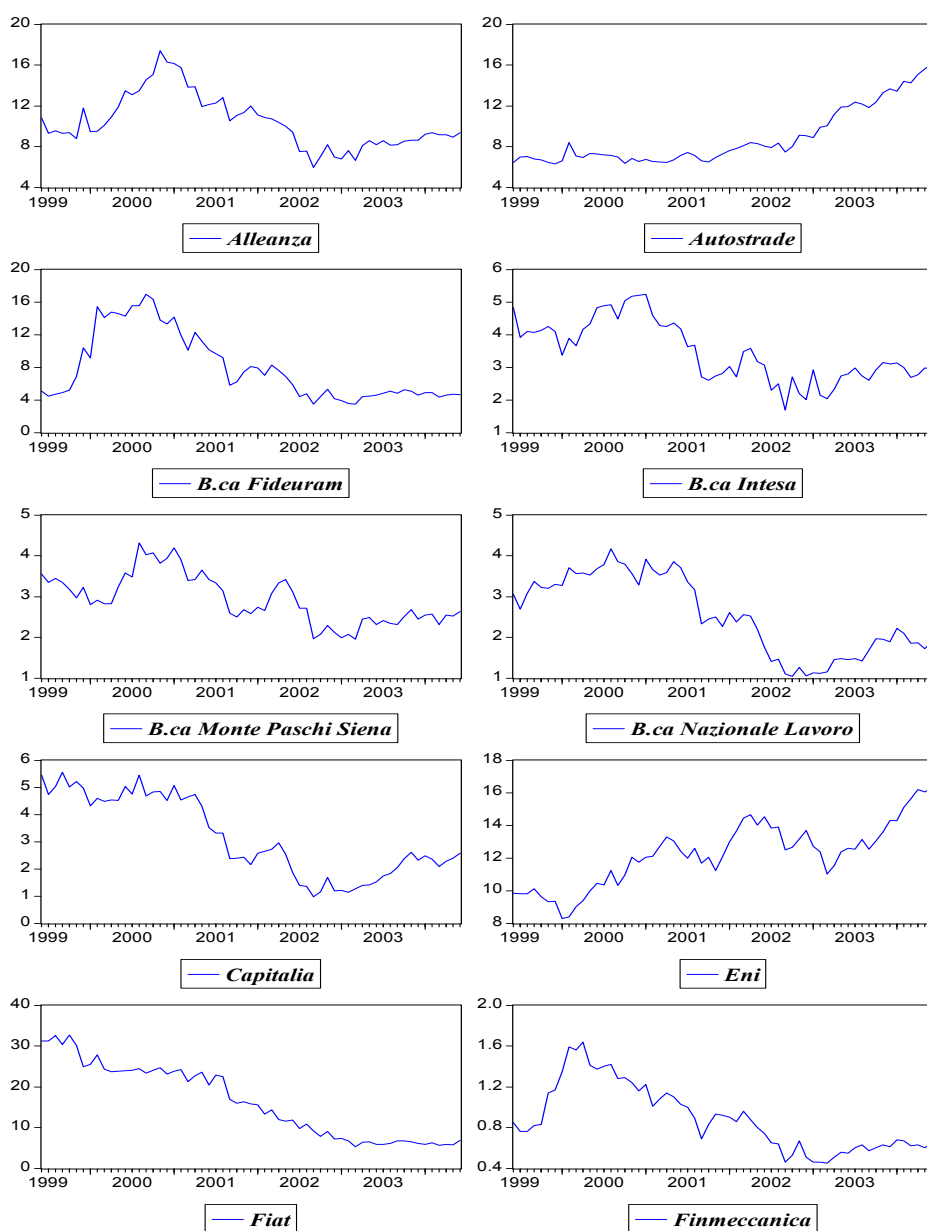 20
16
12
8
4
1999 2000 2001 2002 2003
Alleanza
20
16
12
8
4
1999 2000 2001 2002 2003
Autostrade
20
16
12
8
4
0
1999 2000 2001 2002 2003
B.ca Fideuram
6
5
4
3
2
1
1999 2000 2001 2002 2003
B.ca Intesa
5
4
3
2
1
1999 2000 2001 2002 2003
B.ca Monte Paschi Siena
5
4
3
2
1
1999 2000 2001 2002 2003
B.ca Nazionale Lavoro
6
5
4
3
2
1
0
1999 2000 2001 2002 2003
Capitalia
18
16
14
12
10
8
1999 2000 2001 2002 2003
Eni
40
30
20
10
0
1999 2000 2001 2002 2003
Fiat
2.0
1.6
1.2
0.8
0.4
1999 2000 2001 2002 2003
Finmeccanica